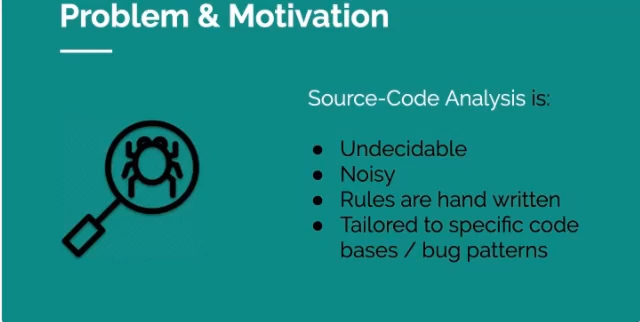 Problem & Motivation
Source-Code Analysis is:
● Undecidable
● Noisy
● Rules are hand written
● Tailored to specific code
bases / bug patterns